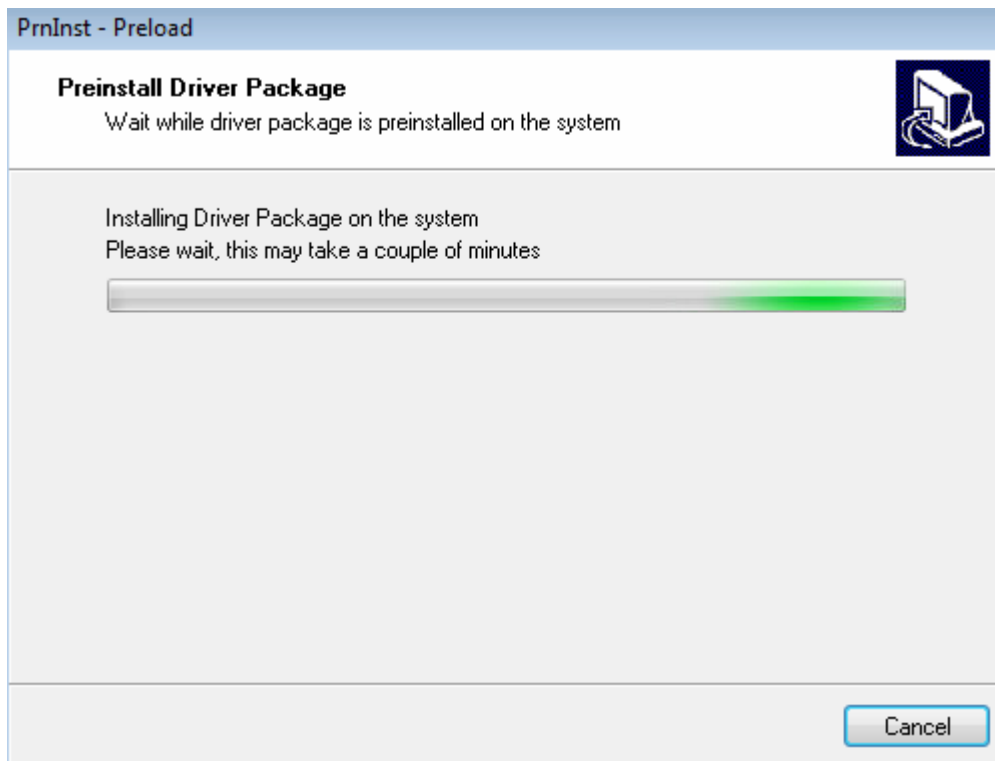 PrnInst - Preload
Preinstall Driver Package
Wait while driver package is preinstalled on the system
Installing Driver Package on the system
Please wait, this may take a couple of minutes
Cancel